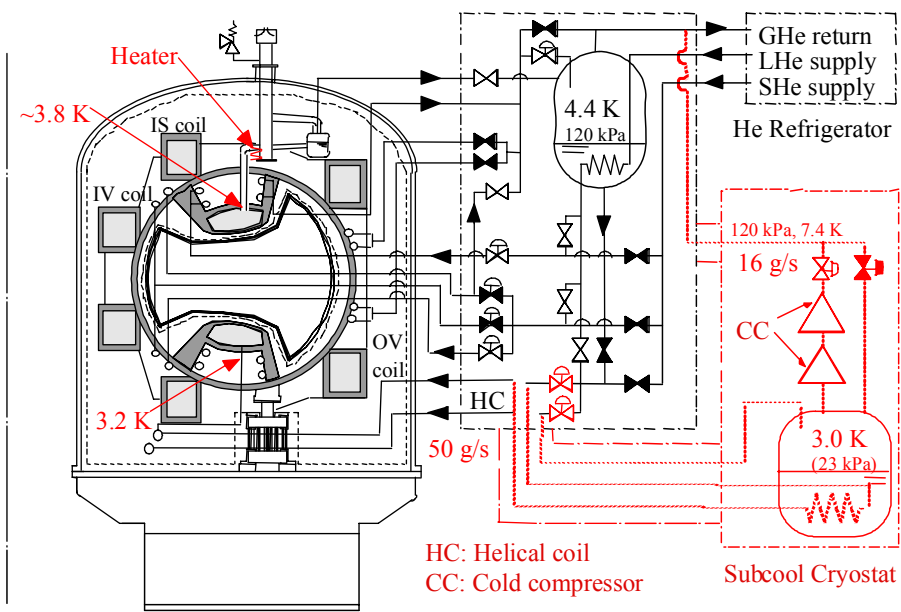 Heater
~3.8 K
IS coil
IV coil
3.2 K
OV
coil
HC
50 g/s
4.4 K
120 kPa
GHe return
LHe supply
SHe supply
He Refrigerator
120 kPa, 7.4 K
16 g/s
CC
3.0 K
(23 kPa)
HC: Helical coil
CC: Cold compressor
Subcool Cryostat